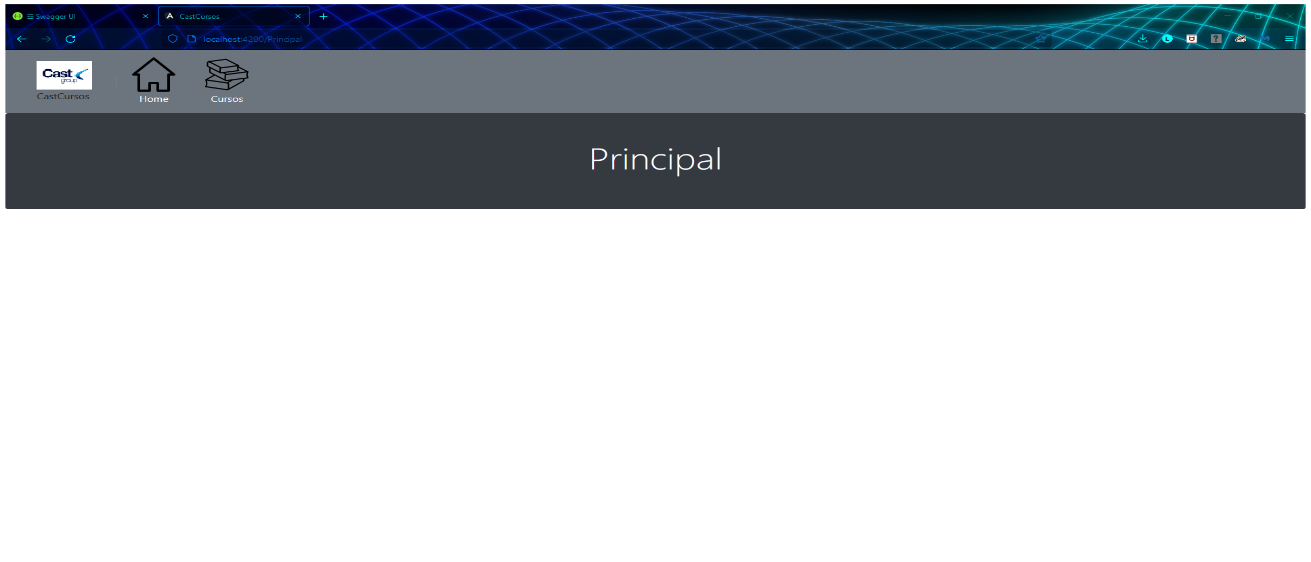 Swagger UI
CastCursos
localhost:4200/Principal
Cast
group
CastCursos
Home
Cursos
Principal